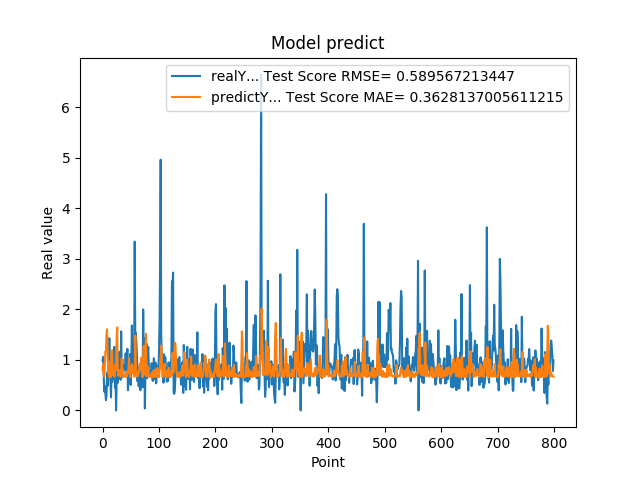 Model predict
realY... Test Score RMSE= 0.589567213447
predictY... Test Score MAE= 0.3628137005611215
Real value
6
5
4
3
2
1
0
0 100 200 300 400 500 600 700 800
Point